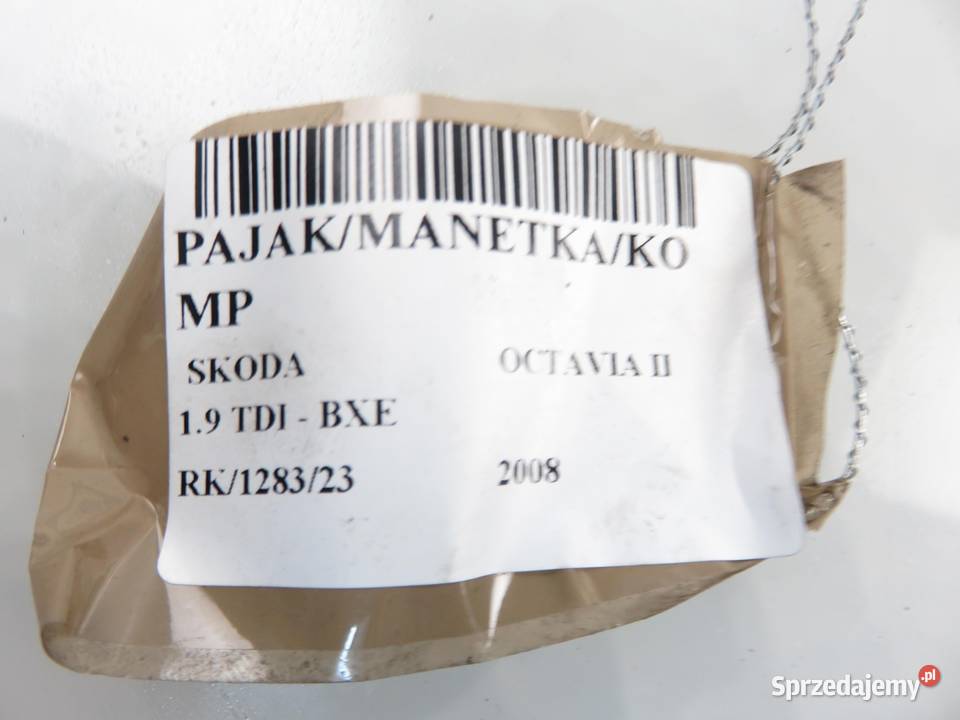 PAJAK/MANETKA/KO
MP
SKODA OCTAVIA II
1.9 TDI - BXE
RK/1283/23 2008
Sprzedajemy.pl